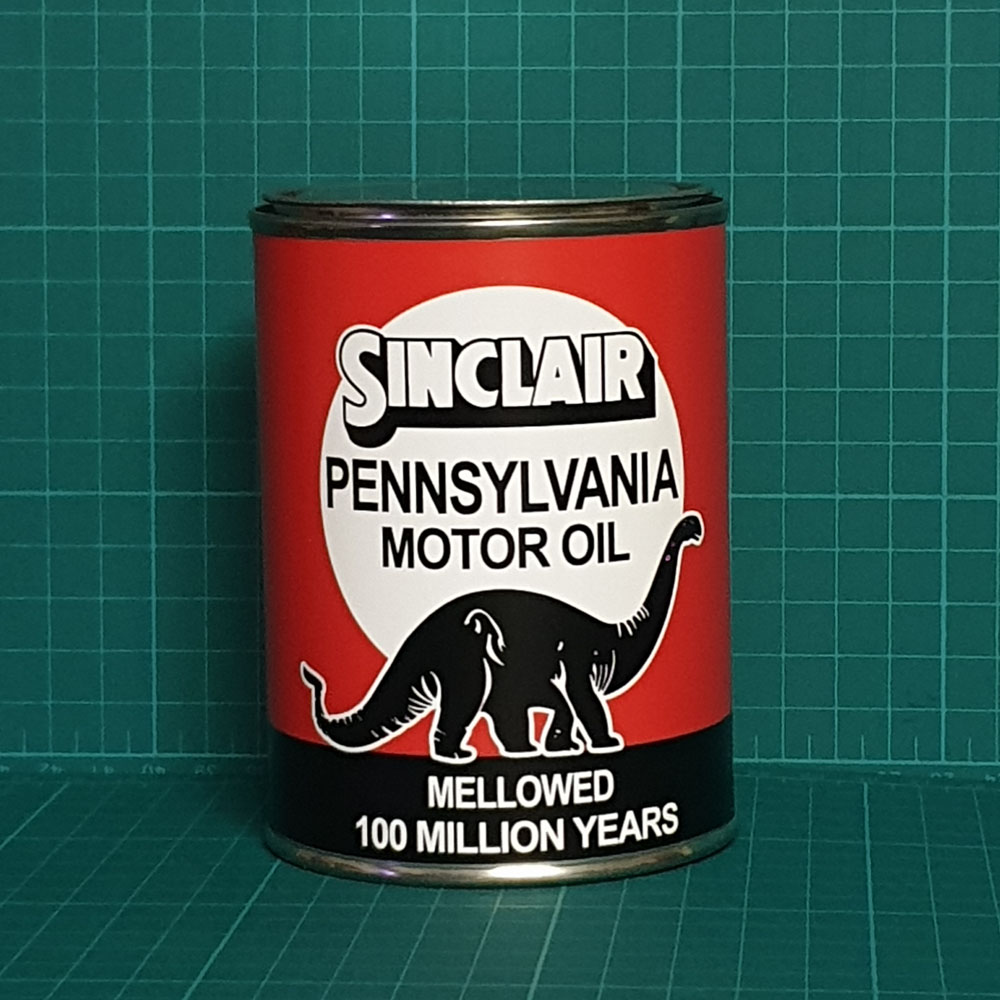 SINCLAIR
PENNSYLVANIA
MOTOR OIL
MELLOWED
100 MILLION YEARS